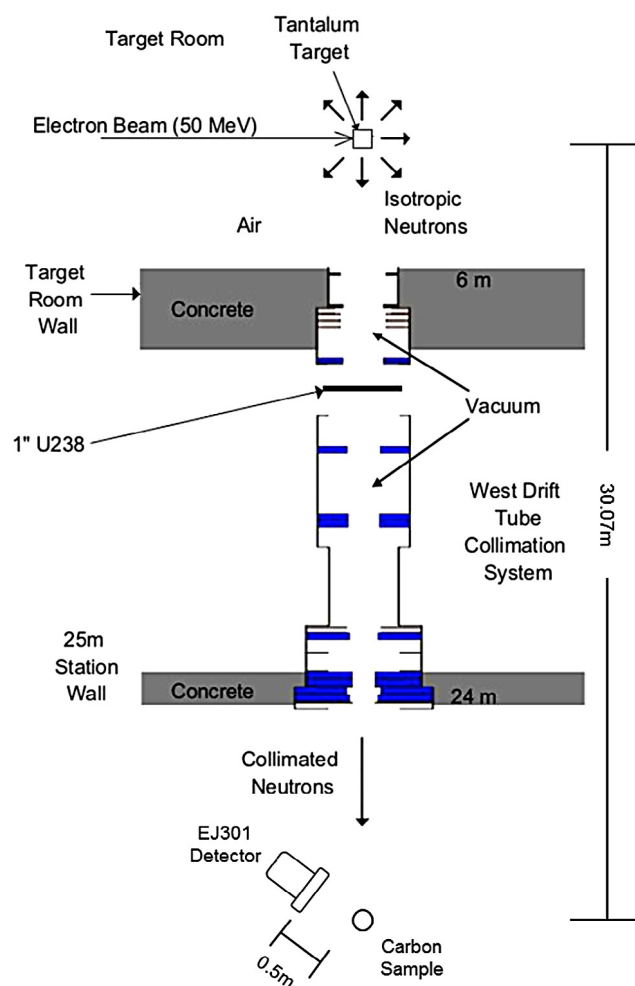 Target Room
Tantalum
Target
Electron Beam (50 MeV)
Isotropic
Neutrons
Air
Target
Room
Wall
Concrete
6 m
Vacuum
1" U238
West Drift
Tube
Collimation
System
30.07m
25m
Station
Wall
Concrete
24 m
Collimated
Neutrons
EJ301
Detector
0.5m
Carbon
Sample